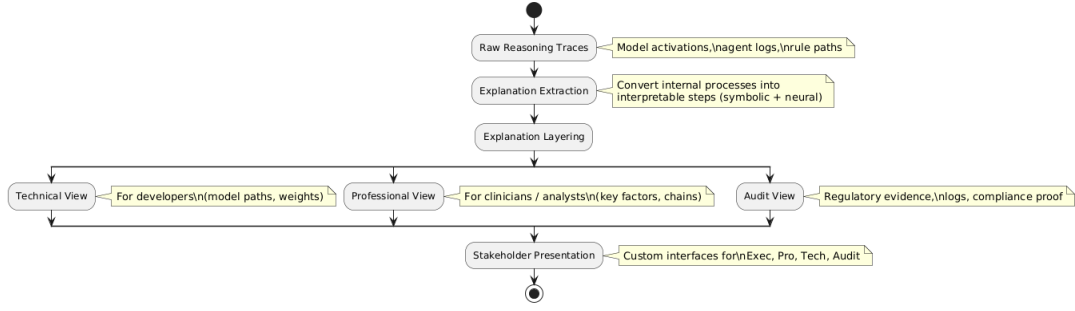 Raw Reasoning Traces
Model activations,\nagent logs,\nrule paths
Explanation Extraction
Convert internal processes into
interpretable steps (symbolic + neural)
Explanation Layering
Technical View
For developers\n(model paths, weights)
Professional View
For clinicians / analysts\n(key factors, chains)
Audit View
Regulatory evidence,\nlogs, compliance proof
Stakeholder Presentation
Custom interfaces for\nExec, Pro, Tech, Audit